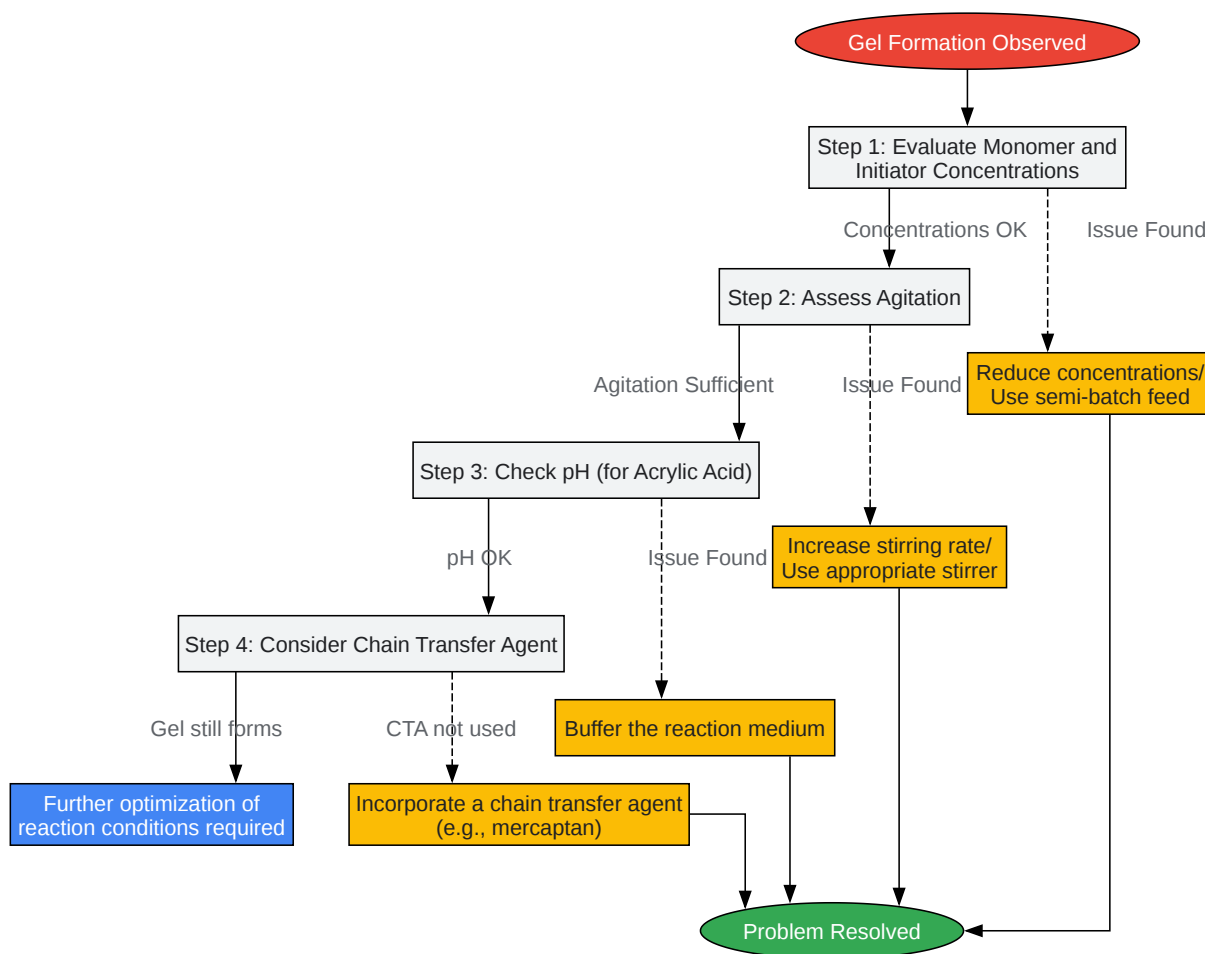 Gel Formation Observed
Step 1: Evaluate Monomer and
Initiator Concentrations
Concentrations OK
Issue Found
Step 2: Assess Agitation
Reduce concentrations/
Use semi-batch feed
Agitation Sufficient
Issue Found
Step 3: Check pH (for Acrylic Acid)
Increase stirring rate/
Use appropriate stirrer
pH OK
Issue Found
Step 4: Consider Chain Transfer Agent
Buffer the reaction medium
Gel still forms
CTA not used
Further optimization of
reaction conditions required
Incorporate a chain transfer agent
(e.g., mercaptan)
Problem Resolved